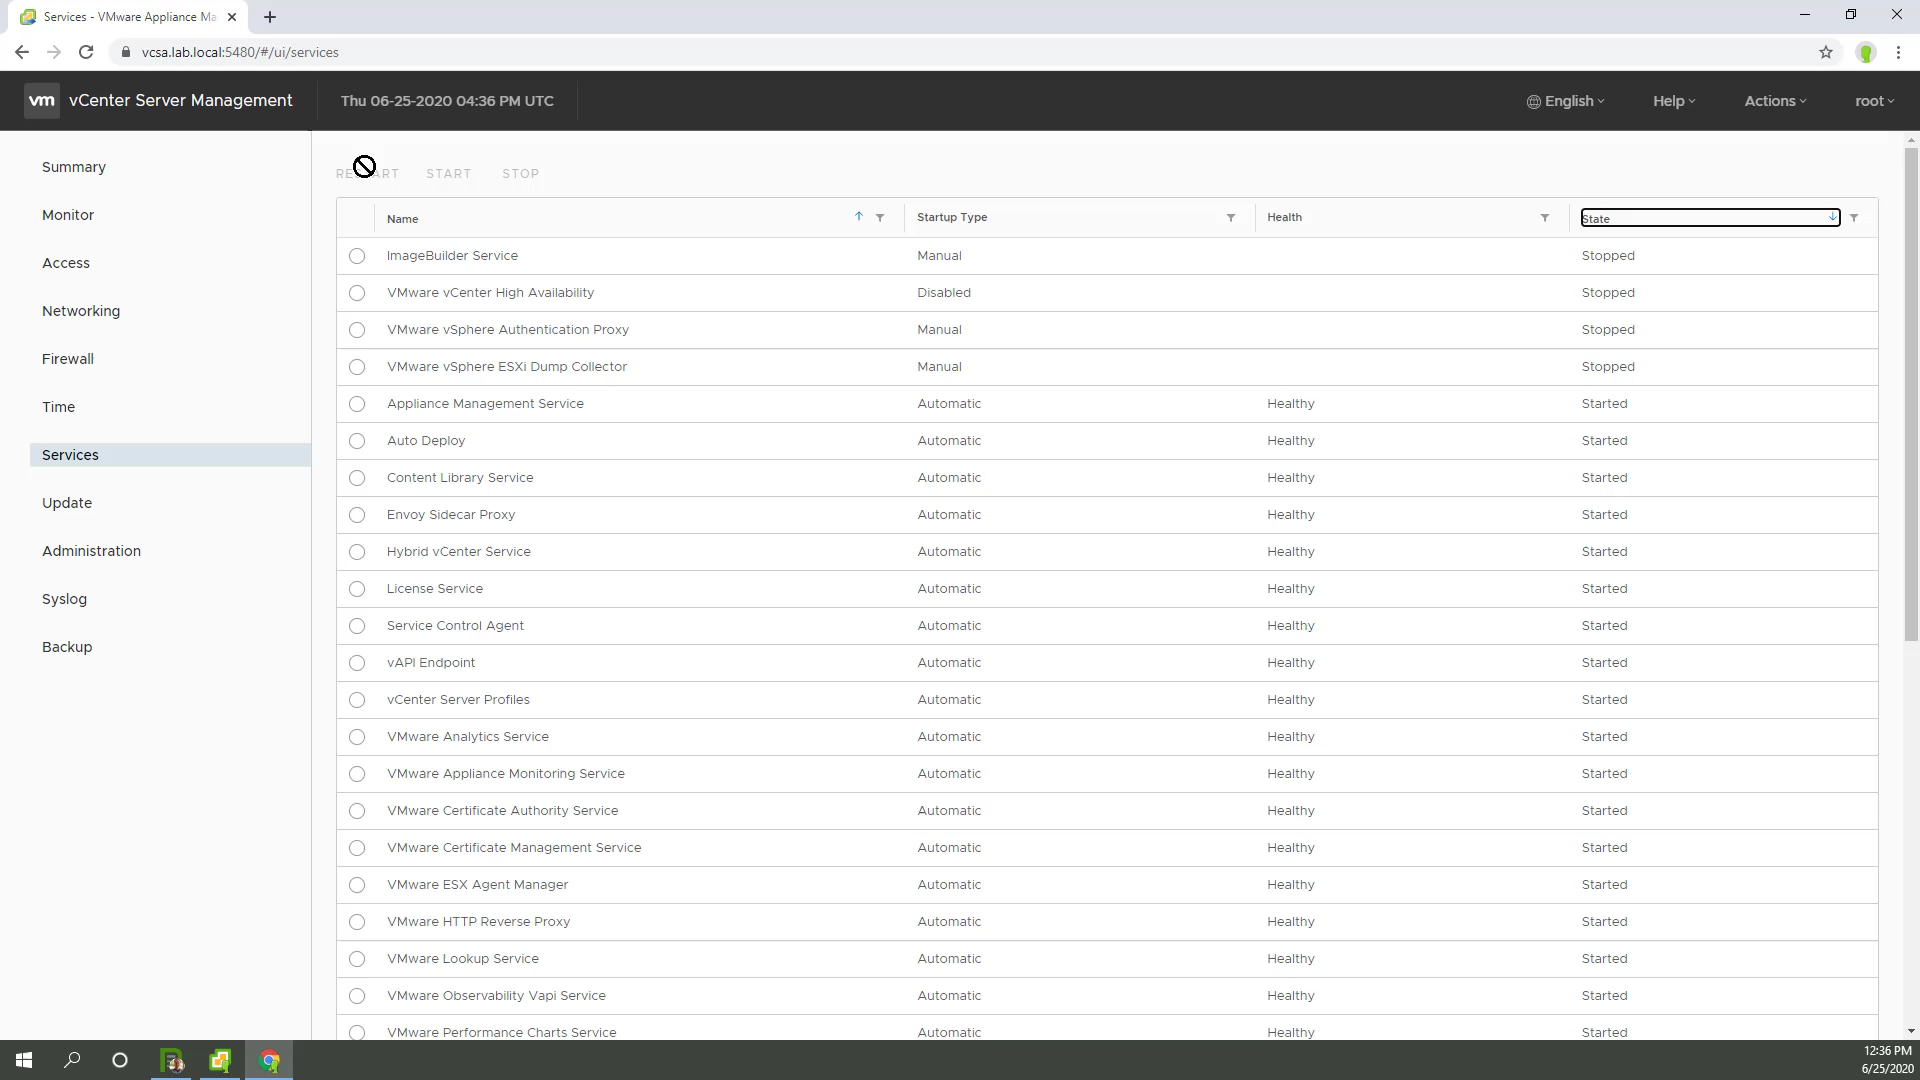 Services - VMware Appliance Ma
vcsa.lab.local:5480/#/ui/services
vm vCenter Server Management Thu 06-25-2020 04:36 PM UTC English Help Actions root
Summary
Monitor
Access
Networking
Firewall
Time
Services
Update
Administration
Syslog
Backup
RESTART START STOP
Name Startup Type Health State
ImageBuilder Service Manual Stopped
VMware vCenter High Availability Disabled Stopped
VMware vSphere Authentication Proxy Manual Stopped
VMware vSphere ESXi Dump Collector Manual Stopped
Appliance Management Service Automatic Healthy Started
Auto Deploy Automatic Healthy Started
Content Library Service Automatic Healthy Started
Envoy Sidecar Proxy Automatic Healthy Started
Hybrid vCenter Service Automatic Healthy Started
License Service Automatic Healthy Started
Service Control Agent Automatic Healthy Started
vAPI Endpoint Automatic Healthy Started
vCenter Server Profiles Automatic Healthy Started
VMware Analytics Service Automatic Healthy Started
VMware Appliance Monitoring Service Automatic Healthy Started
VMware Certificate Authority Service Automatic Healthy Started
VMware Certificate Management Service Automatic Healthy Started
VMware ESX Agent Manager Automatic Healthy Started
VMware HTTP Reverse Proxy Automatic Healthy Started
VMware Lookup Service Automatic Healthy Started
VMware Observability Vapi Service Automatic Healthy Started
VMware Performance Charts Service Automatic Healthy Started
12:36 PM
6/25/2020